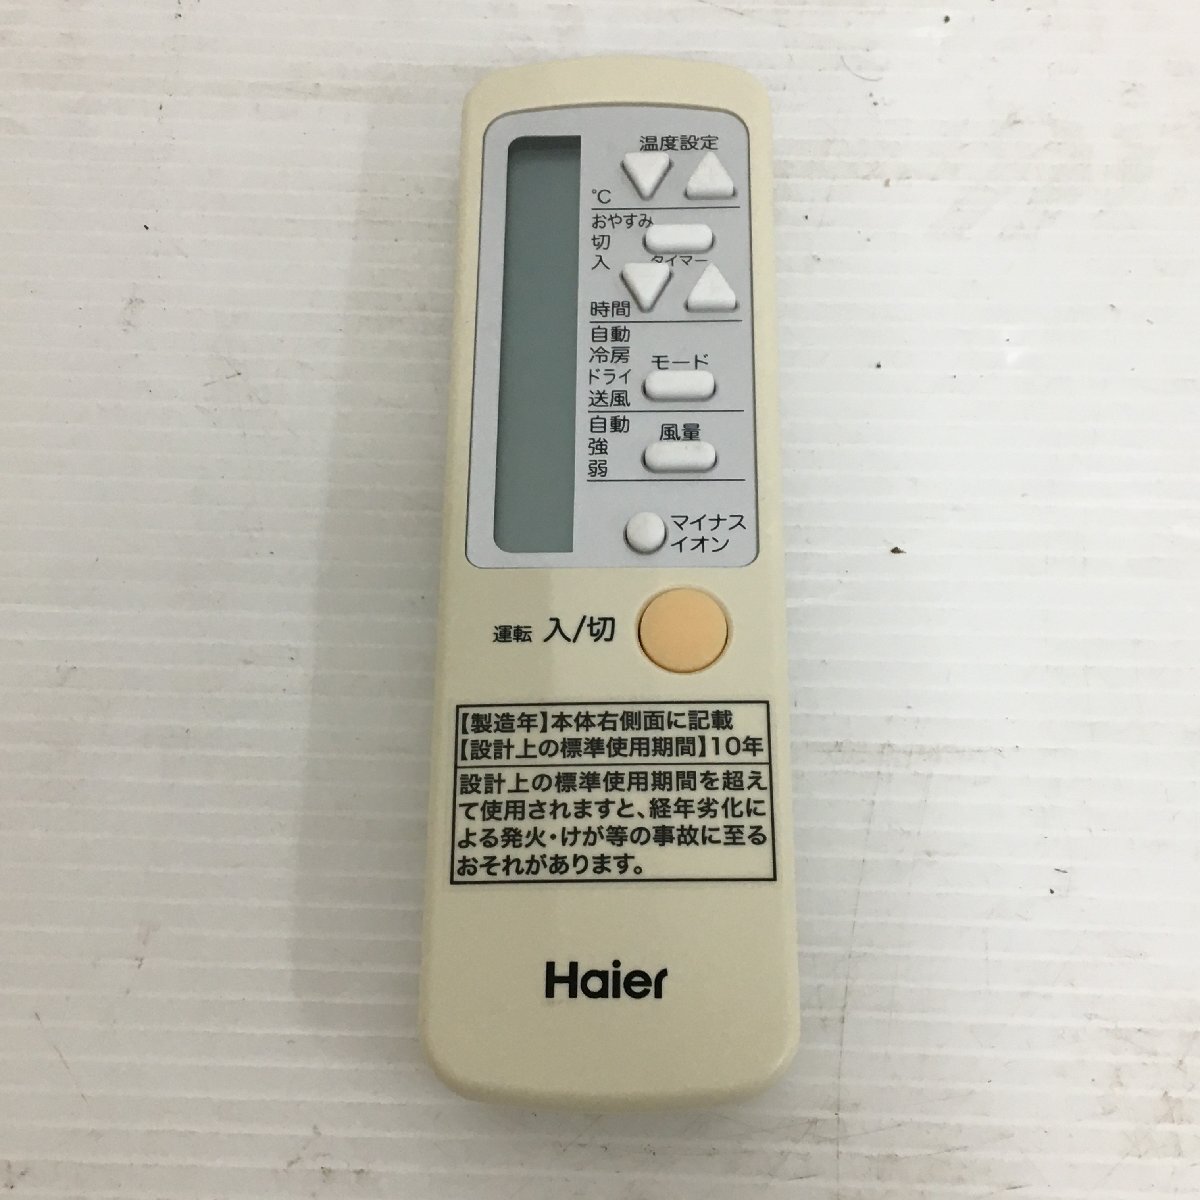 温度設定
℃
おやすみ
切
入
タイマー
時間
自動
冷房
モード
ドライ
送風
自動
風量
強
弱
マイナス
イオン
運転 入/切
【製造年】本体右側面に記載
【設計上の標準使用期間】10年
設計上の標準使用期間を超え
て使用されますと、経年劣化に
よる発火・けが等の事故に至る
おそれがあります。
Haier